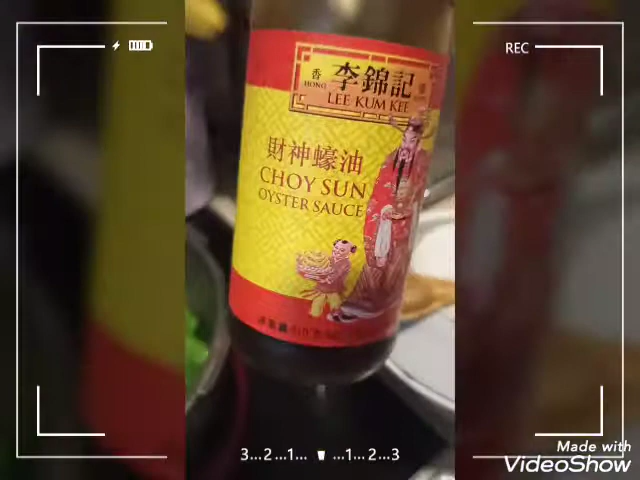 REC
香
HONG
李錦記
LEE KUM KEE
財神蠔油
CHOY SUN
OYSTER SAUCE
3...2...1... ...1...2...3
Made with
VideoShow